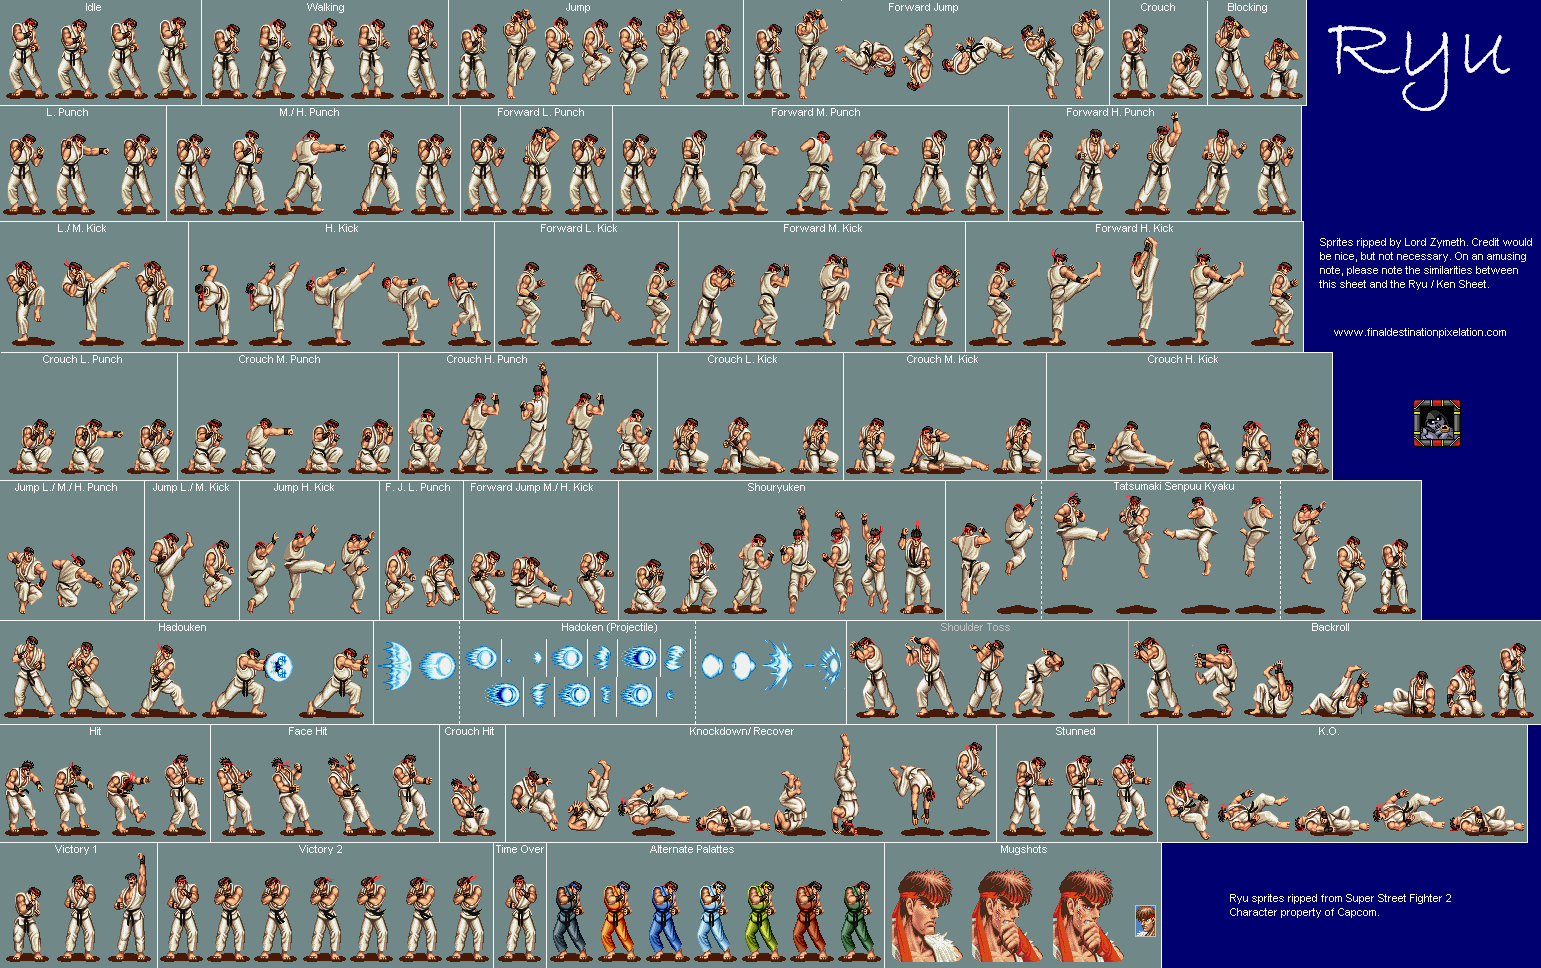 Idle
Walking
Jump
Forward Jump
Crouch
Blocking
Ryu
L. Punch
M./ H. Punch
Forward L. Punch
Forward M. Punch
Forward H. Punch
L./ M. Kick
H. Kick
Forward L. Kick
Forward M. Kick
Forward H. Kick
Sprites ripped by Lord Zymeth. Credit would
be nice, but not necessary. On an amusing
note, please note the similarities between
this sheet and the Ryu / Ken Sheet.
www.finaldestinationpixelation.com
Crouch L. Punch
Crouch M. Punch
Crouch H. Punch
Crouch L. Kick
Crouch M. Kick
Crouch H. Kick
Jump L./ M./ H. Punch
Jump L./ M. Kick
Jump H. Kick
F. J. L. Punch
Forward Jump M./ H. Kick
Shouryuken
Tatsumaki Senpuu Kyaku
Hadouken
Hadoken (Projectile)
Shoulder Toss
Backroll
Hit
Face Hit
Crouch Hit
Knockdown/ Recover
Stunned
K.O.
Victory 1
Victory 2
Time Over
Alternate Palattes
Mugshots
Ryu sprites ripped from Super Street Fighter 2
Character property of Capcom.